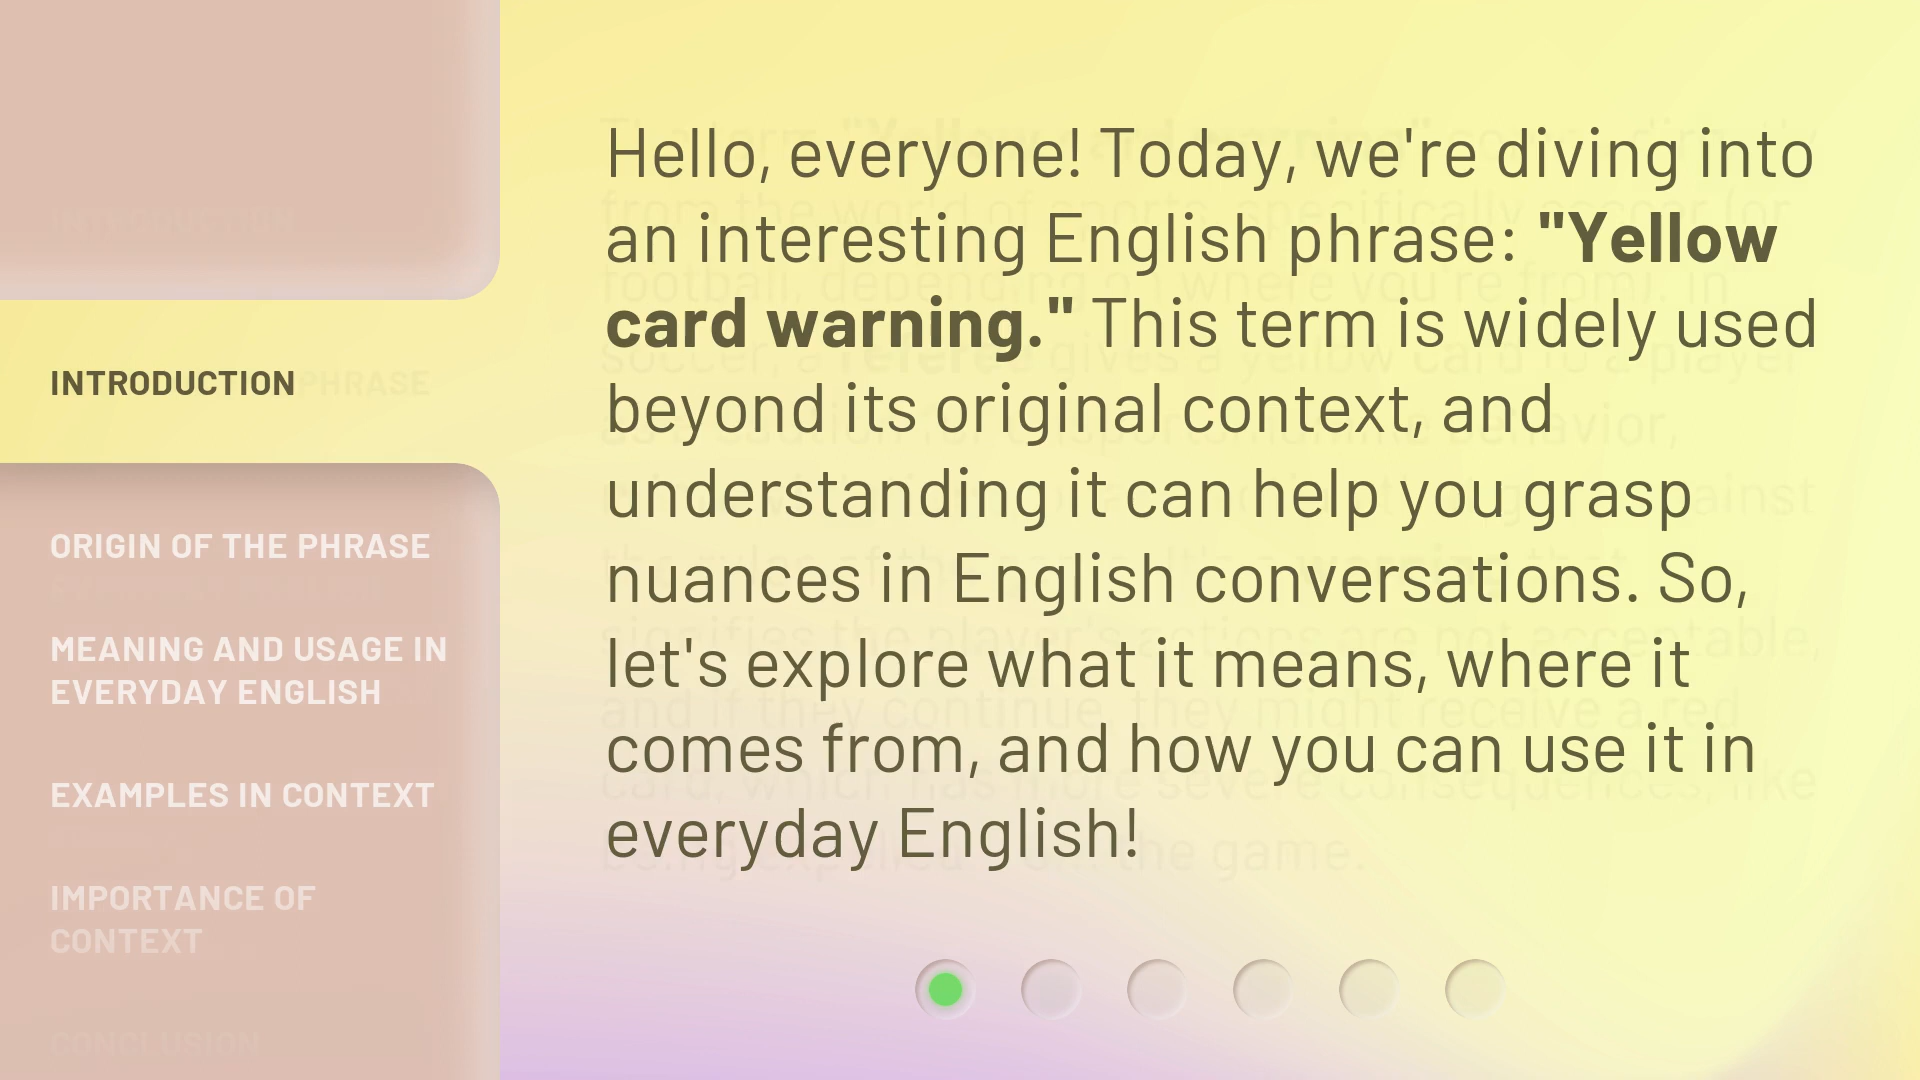 INTRODUCTION
PHRASE
ORIGIN OF THE PHRASE
MEANING AND USAGE IN
EVERYDAY ENGLISH
EXAMPLES IN CONTEXT
IMPORTANCE OF
CONTEXT
CONCLUSION
Hello, everyone! Today, we're diving into
an interesting English phrase: "Yellow
card warning." This term is widely used
beyond its original context, and
understanding it can help you grasp
nuances in English conversations. So,
let's explore what it means, where it
comes from, and how you can use it in
everyday English!